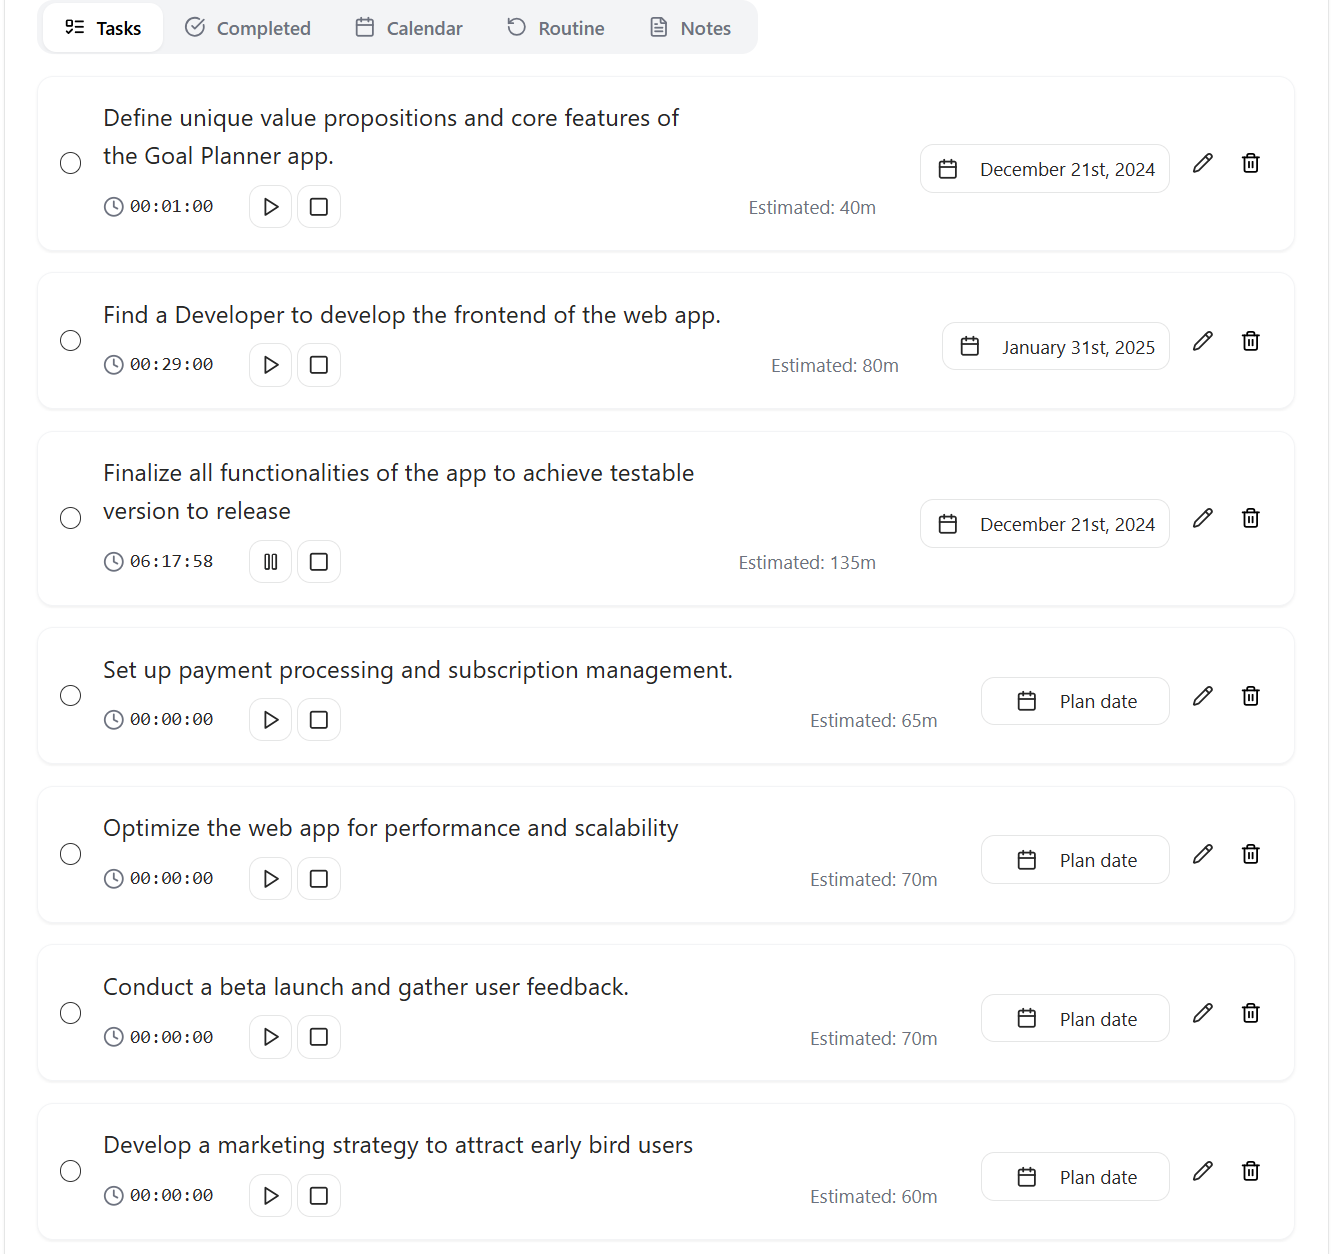 Tasks Completed Calendar Routine Notes
Define unique value propositions and core features of
the Goal Planner app.
December 21st, 2024
00:01:00
Estimated: 40m
Find a Developer to develop the frontend of the web app.
January 31st, 2025
00:29:00
Estimated: 80m
Finalize all functionalities of the app to achieve testable
version to release
December 21st, 2024
06:17:58
Estimated: 135m
Set up payment processing and subscription management.
Plan date
00:00:00
Estimated: 65m
Optimize the web app for performance and scalability
Plan date
00:00:00
Estimated: 70m
Conduct a beta launch and gather user feedback.
Plan date
00:00:00
Estimated: 70m
Develop a marketing strategy to attract early bird users
Plan date
00:00:00
Estimated: 60m